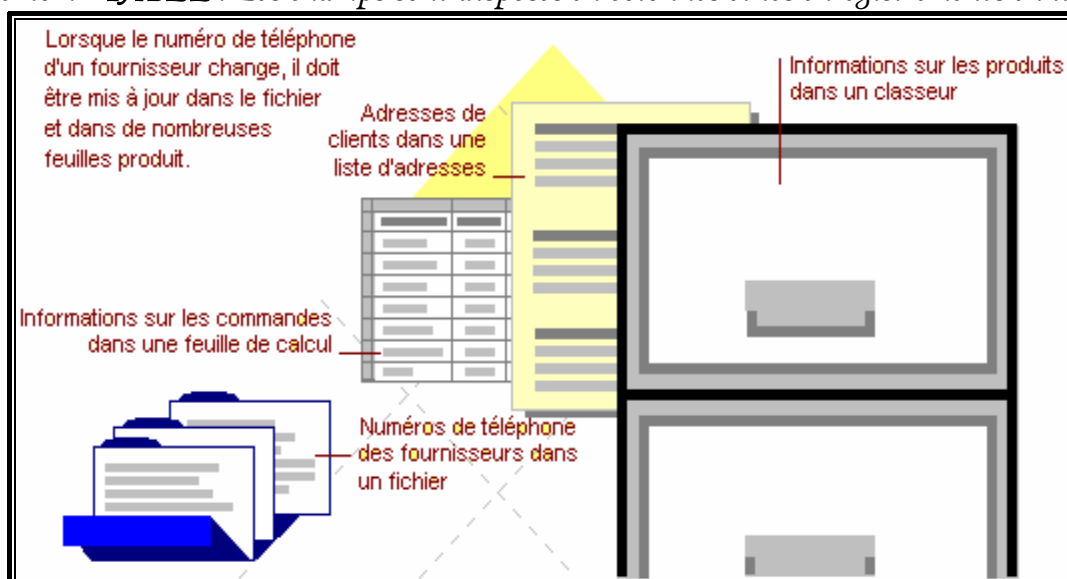 Lorsque le numéro de téléphone
d'un fournisseur change, il doit
être mis à jour dans le fichier
et dans de nombreuses
feuilles produit.
Informations sur les produits
dans un classeur
Adresses de
clients dans une
liste d'adresses
Informations sur les commandes
dans une feuille de calcul
Numéros de téléphone
des fournisseurs dans
un fichier